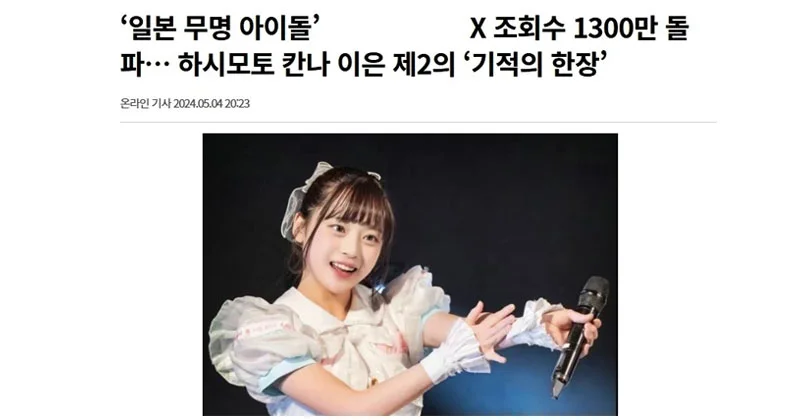 ‘일본 무명 아이돌’ X 조회수 1300만 돌
파… 하시모토 칸나 이은 제2의 ‘기적의 한장’
온라인 기사 2024.05.04 20:23